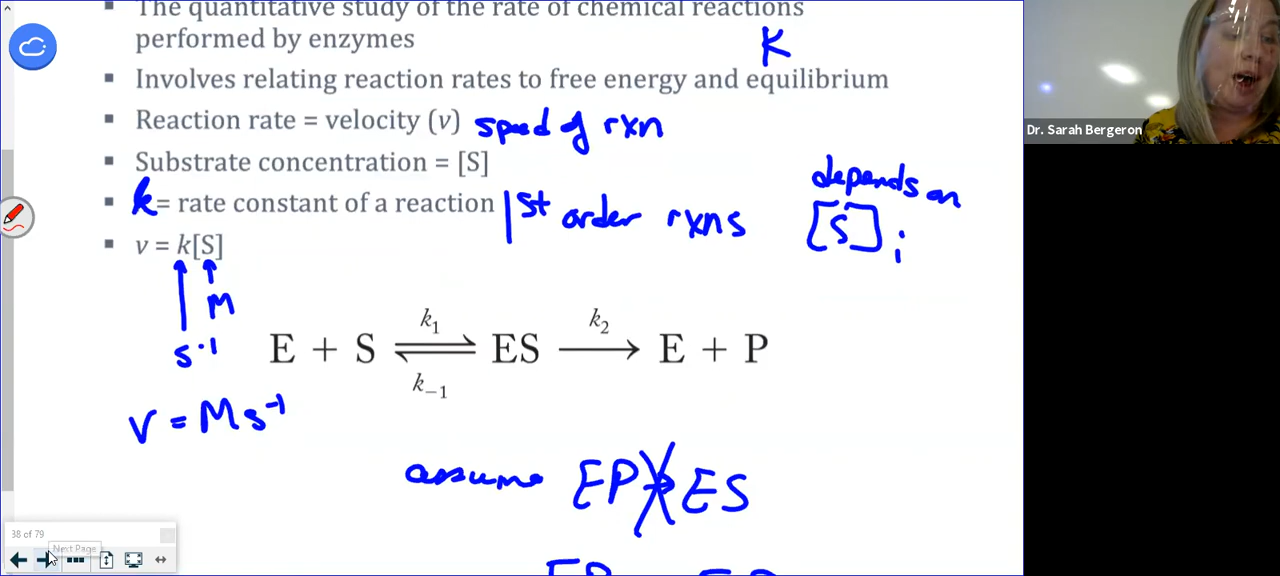 The quantitative study of the rate of chemical reactions
performed by enzymes
K
▪ Involves relating reaction rates to free energy and equilibrium
▪ Reaction rate = velocity (v) speed of rxn
▪ Substrate concentration = [S]
depends on
▪ k = rate constant of a reaction 1st order rxns [S]i
▪ v = k[S]
M
s-1
k1 k2
E + S ES E + P
k−1
V = Ms-1
assume EP ES
Dr. Sarah Bergeron
38 of 79
Next Page